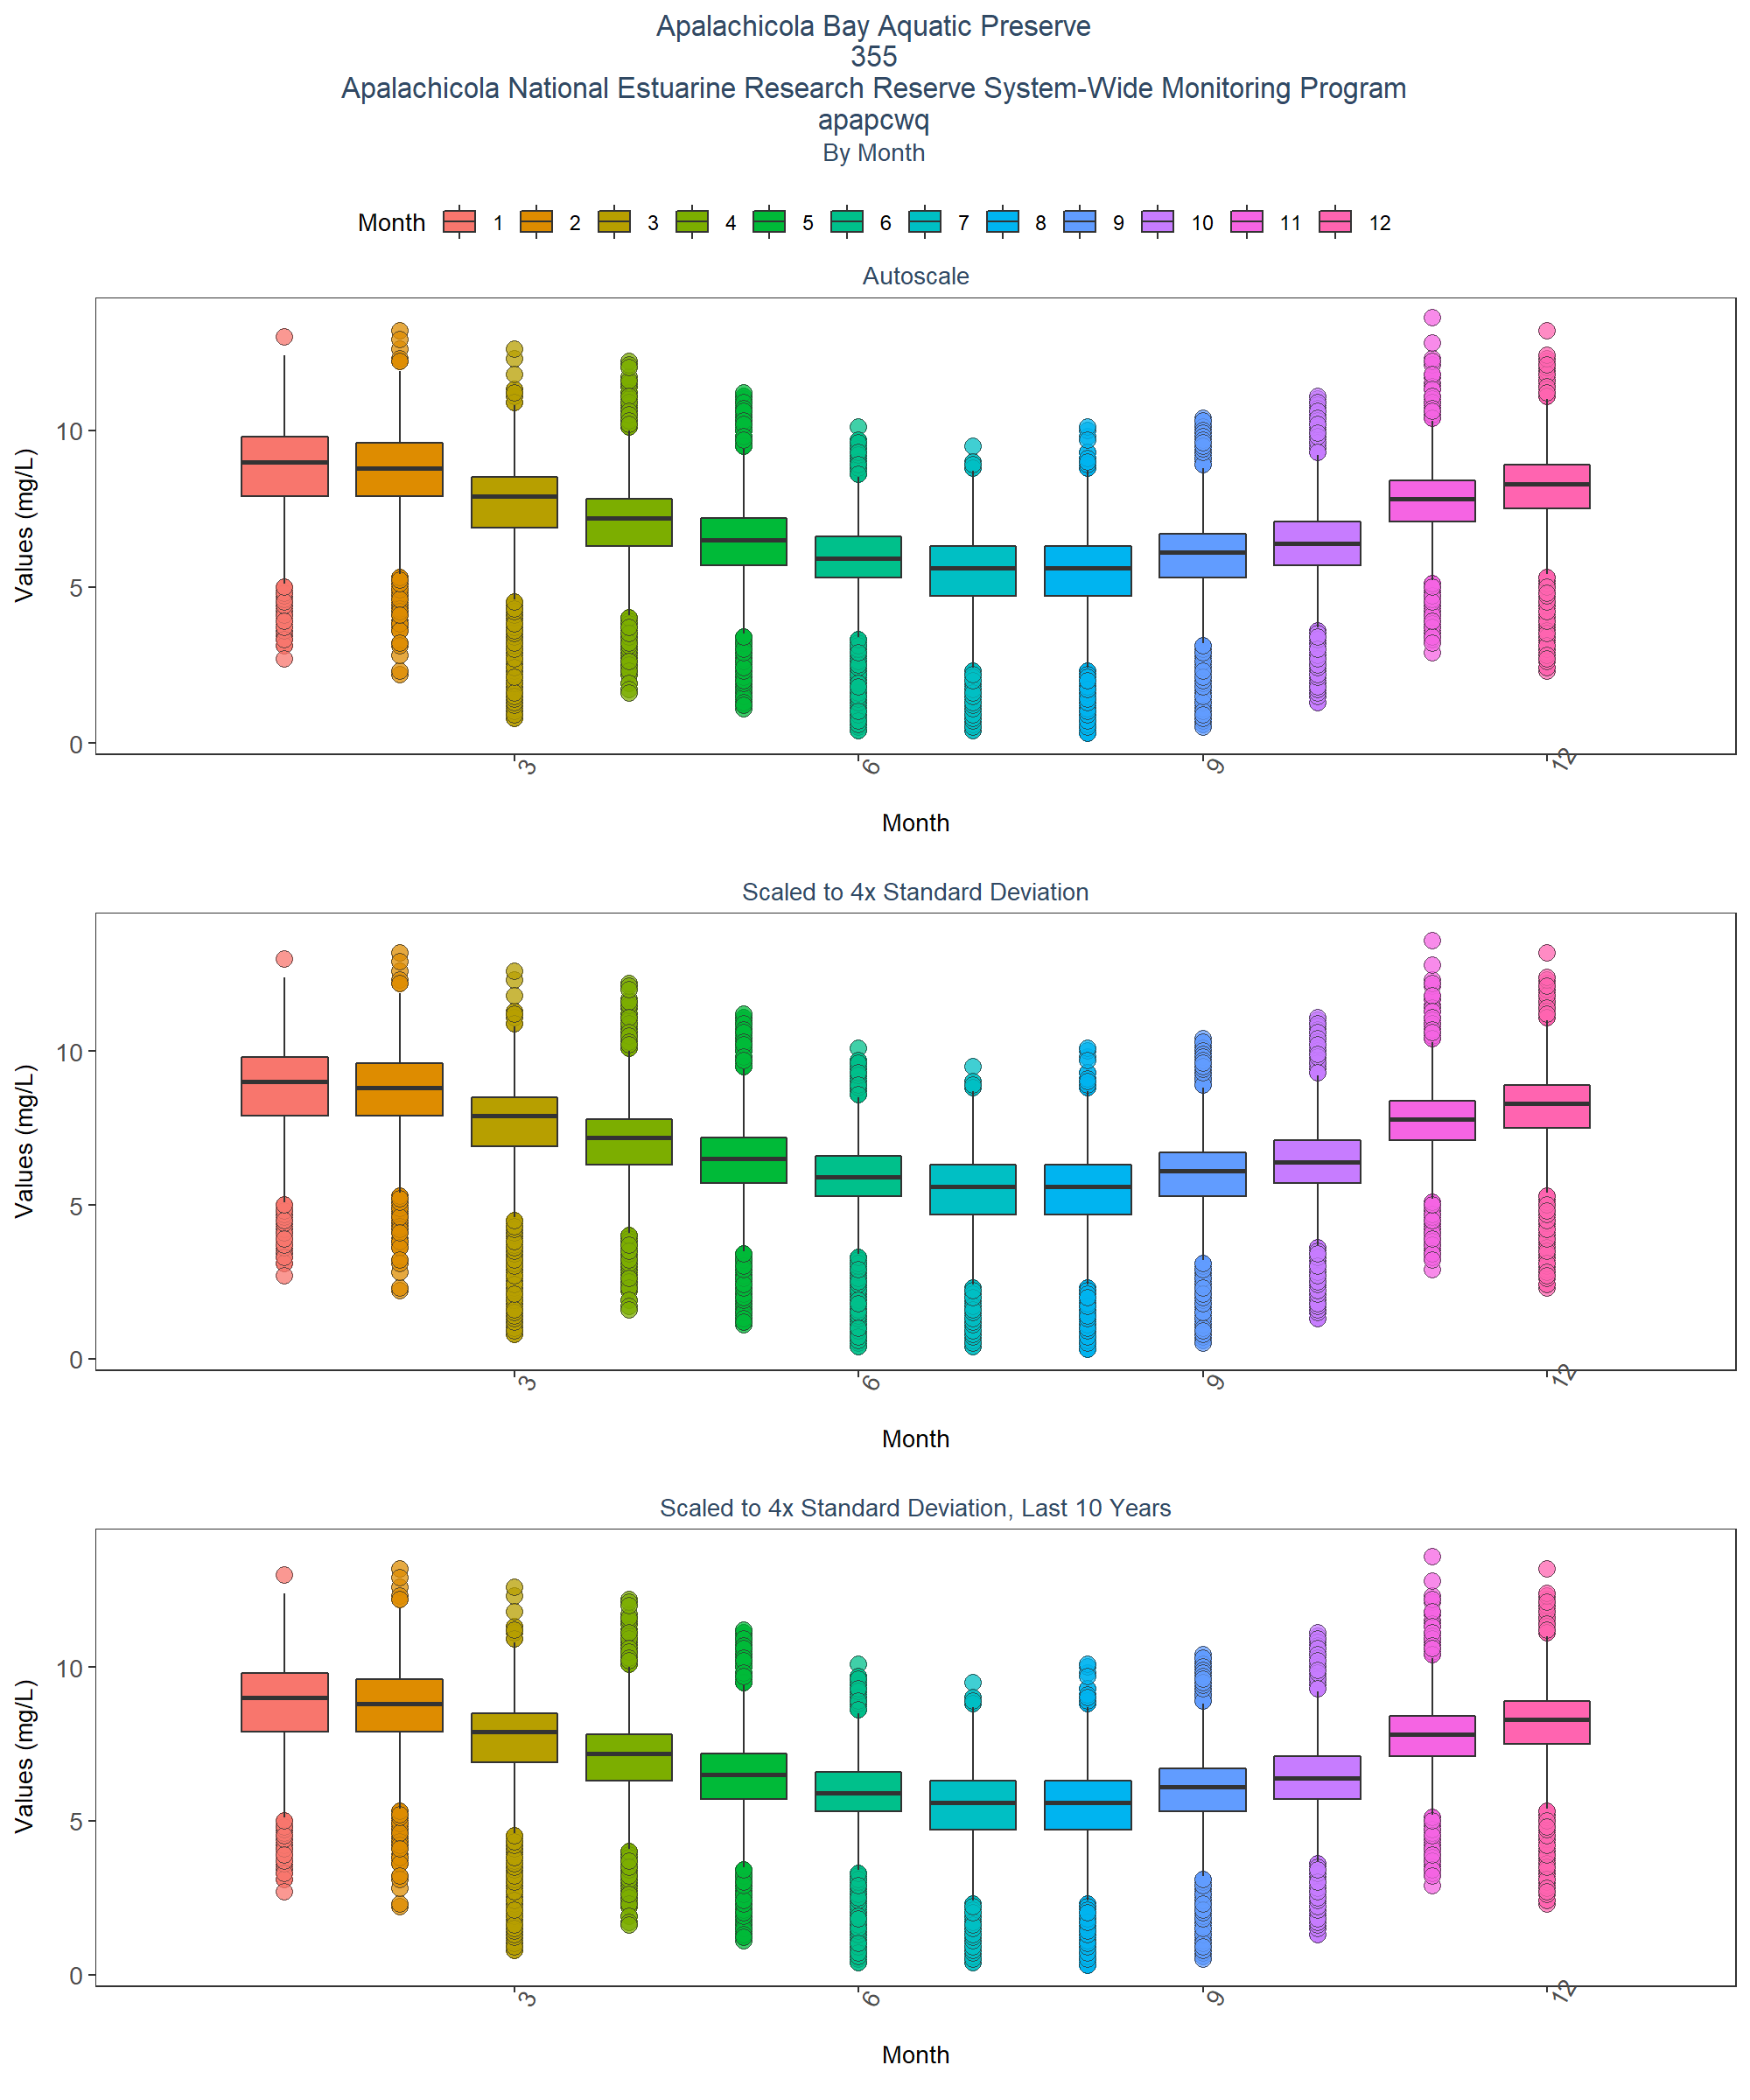 Apalachicola Bay Aquatic Preserve
355
Apalachicola National Estuarine Research Reserve System-Wide Monitoring Program
apapcwq
By Month
Month 1 2 3 4 5 6 7 8 9 10 11 12
Autoscale
Values (mg/L)
10
5
0
3 6 9 12
Month
Scaled to 4x Standard Deviation
Values (mg/L)
10
5
0
3 6 9 12
Month
Scaled to 4x Standard Deviation, Last 10 Years
Values (mg/L)
10
5
0
3 6 9 12
Month